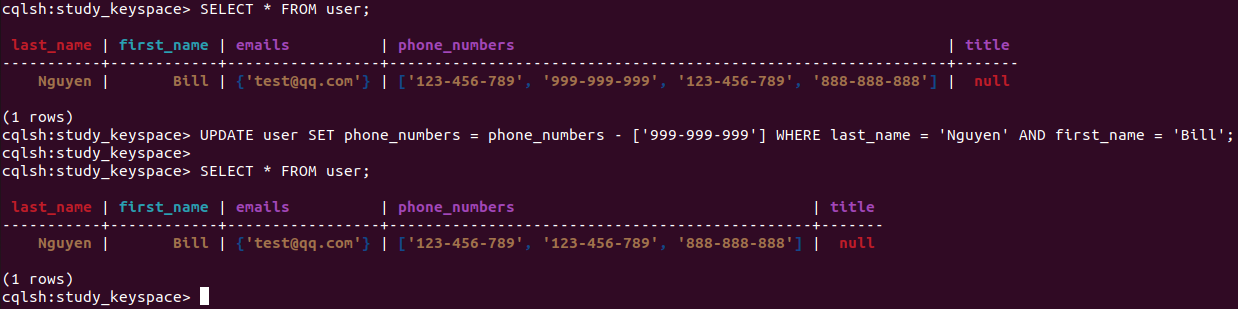 cqlsh:study_keyspace> SELECT * FROM user;
 last_name | first_name | emails          | phone_numbers                                                | title
-----------+------------+-----------------+--------------------------------------------------------------+-------
    Nguyen |       Bill | {'test@qq.com'} | ['123-456-789', '999-999-999', '123-456-789', '888-888-888'] |  null
(1 rows)
cqlsh:study_keyspace> UPDATE user SET phone_numbers = phone_numbers - ['999-999-999'] WHERE last_name = 'Nguyen' AND first_name = 'Bill';
cqlsh:study_keyspace>
cqlsh:study_keyspace> SELECT * FROM user;
 last_name | first_name | emails          | phone_numbers                                 | title
-----------+------------+-----------------+-----------------------------------------------+-------
    Nguyen |       Bill | {'test@qq.com'} | ['123-456-789', '123-456-789', '888-888-888'] |  null
(1 rows)
cqlsh:study_keyspace>